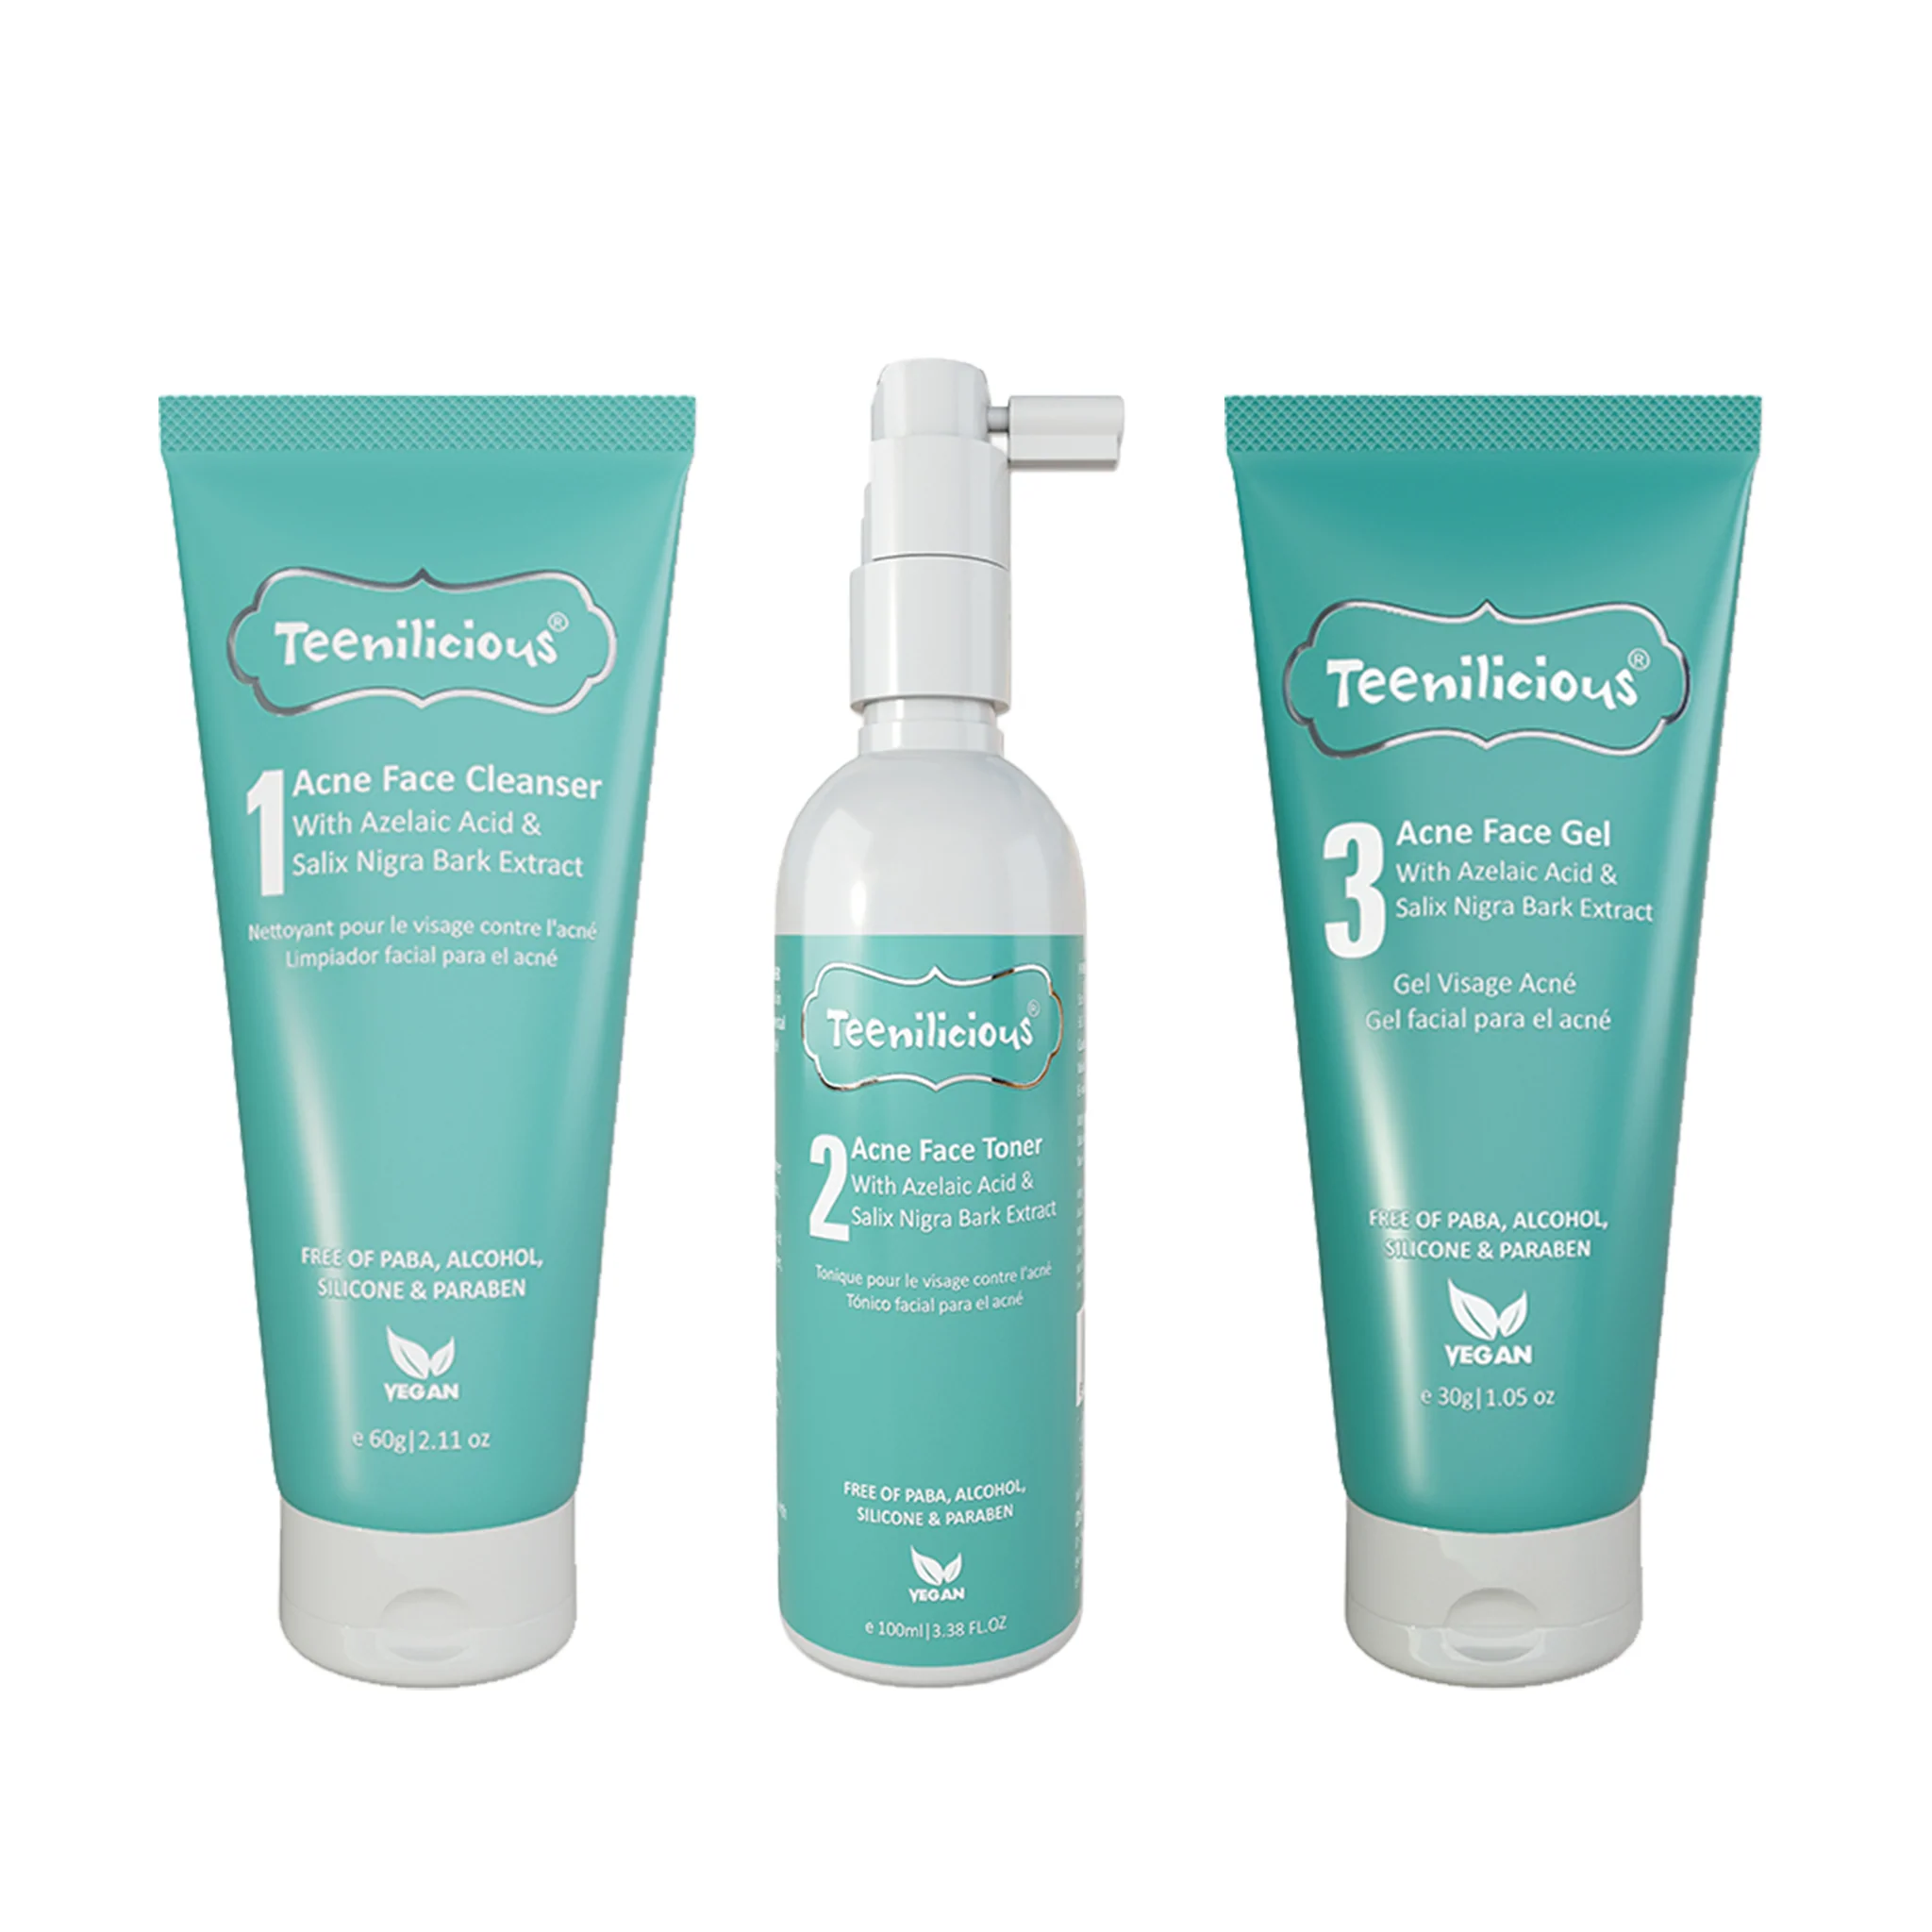 Teenilicious®
1 Acne Face Cleanser
With Azelaic Acid &
Salix Nigra Bark Extract
Nettoyant pour le visage contre l'acné
Limpiador facial para el acné
FREE OF PABA, ALCOHOL,
SILICONE & PARABEN
VEGAN
e 60g|2.11 oz
Teenilicious®
2 Acne Face Toner
With Azelaic Acid &
Salix Nigra Bark Extract
Tonique pour le visage contre l'acné
Tónico facial para el acné
FREE OF PABA, ALCOHOL,
SILICONE & PARABEN
VEGAN
e 100ml|3.38 FL.OZ
Teenilicious®
3 Acne Face Gel
With Azelaic Acid &
Salix Nigra Bark Extract
Gel Visage Acné
Gel facial para el acné
FREE OF PABA, ALCOHOL,
SILICONE & PARABEN
VEGAN
e 30g|1.05 oz